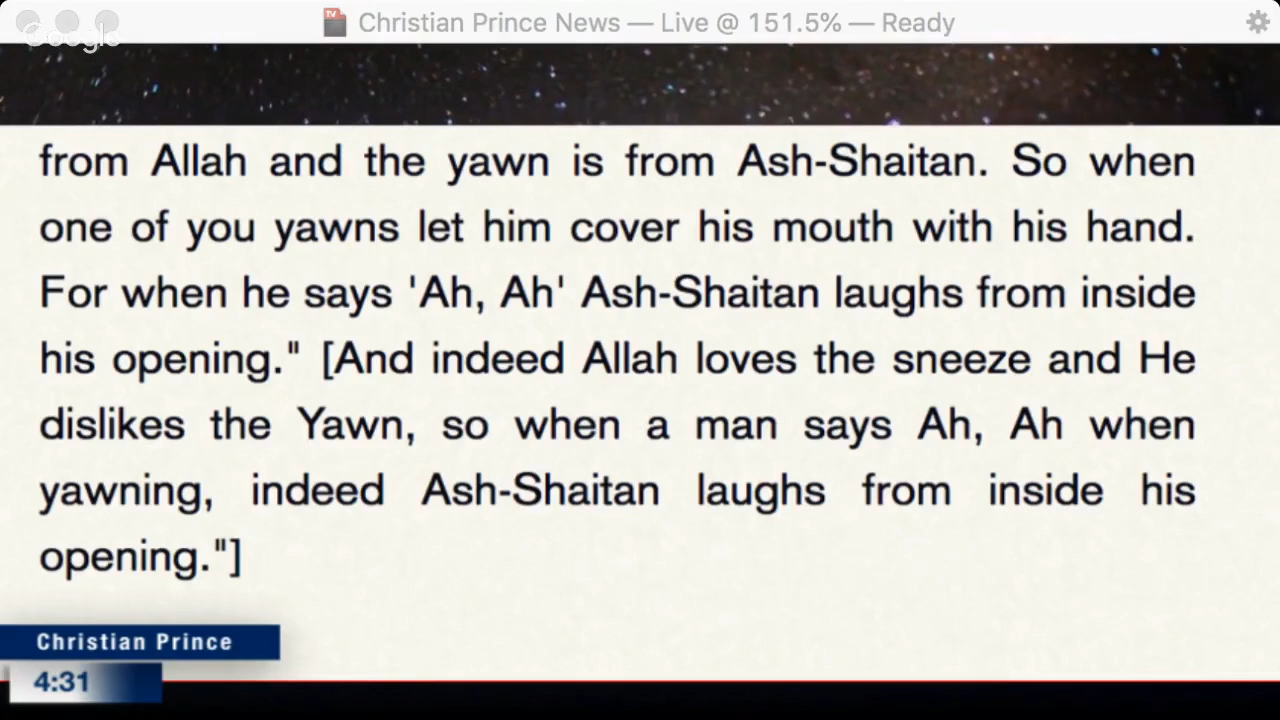 Christian Prince News — Live @ 151.5% — Ready
Google
from Allah and the yawn is from Ash-Shaitan. So when
one of you yawns let him cover his mouth with his hand.
For when he says 'Ah, Ah' Ash-Shaitan laughs from inside
his opening." [And indeed Allah loves the sneeze and He
dislikes the Yawn, so when a man says Ah, Ah when
yawning, indeed Ash-Shaitan laughs from inside his
opening."]
Christian Prince
4:31